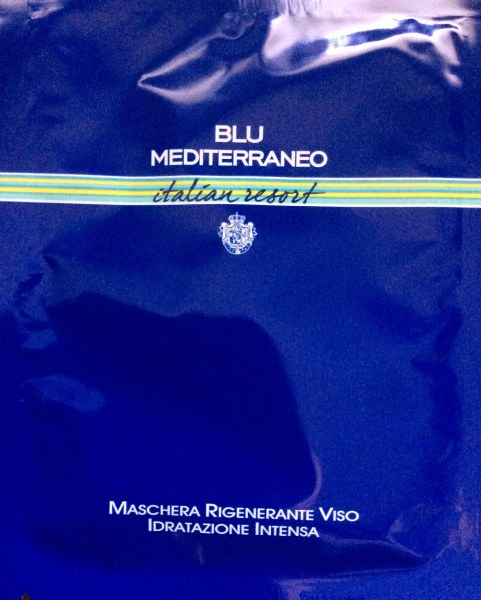 BLU
MEDITERRANEO
italian resort
MASCHERA RIGENERANTE VISO
IDRATAZIONE INTENSA